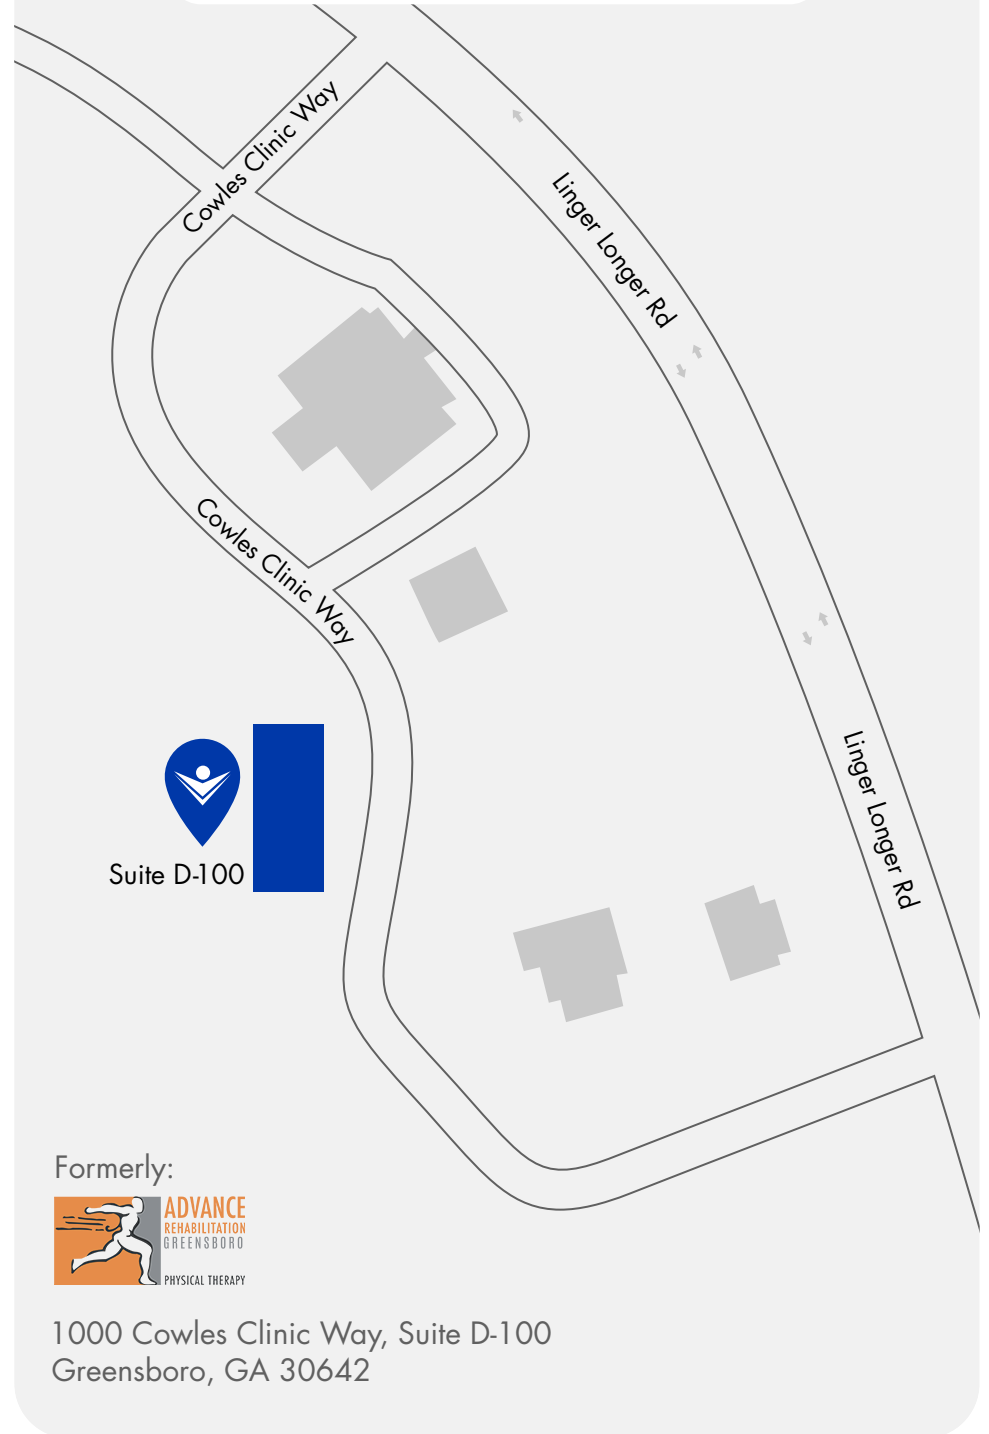 Cowles Clinic Way
Linger Longer Rd
Cowles Clinic Way
Linger Longer Rd
Suite D-100
Formerly:
ADVANCE
REHABILITATION
GREENSBORO
PHYSICAL THERAPY
1000 Cowles Clinic Way, Suite D-100
Greensboro, GA 30642